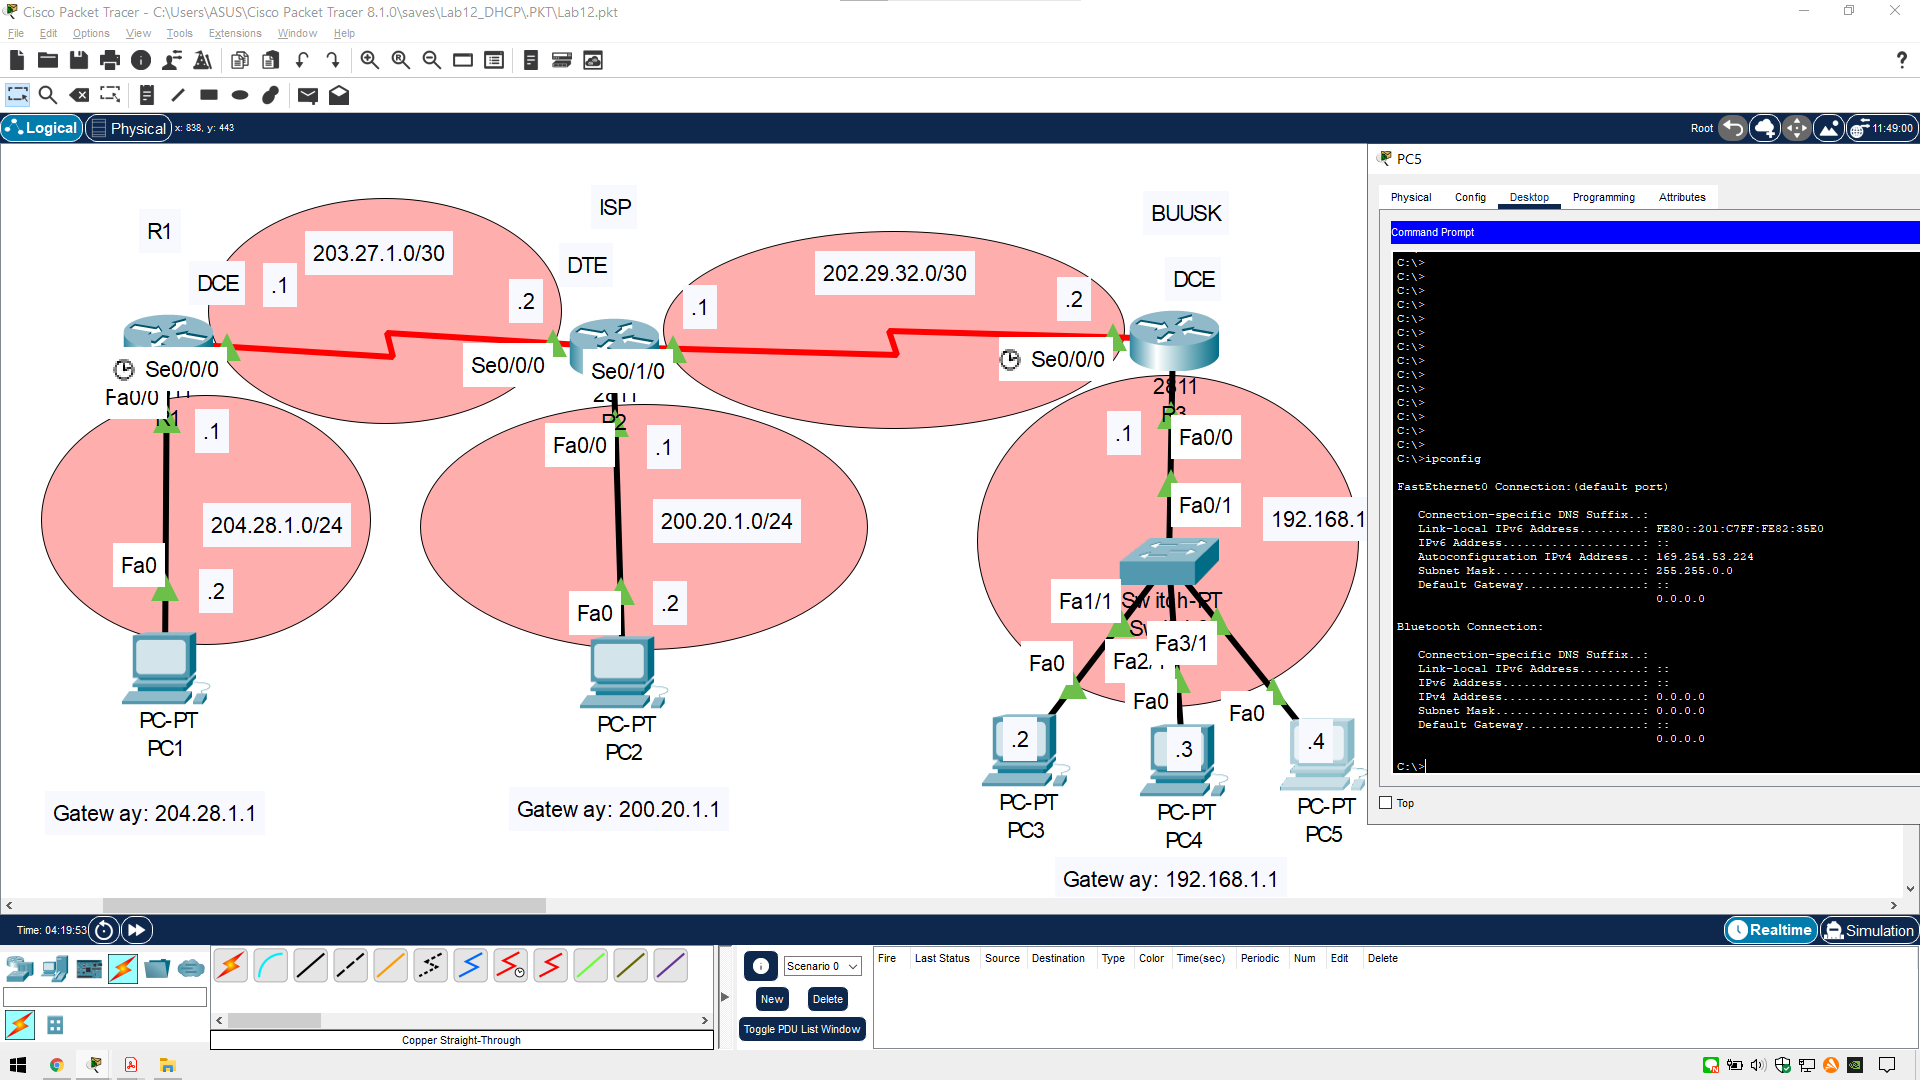 Cisco Packet Tracer - C:\Users\ASUS\Cisco Packet Tracer 8.1.0\saves\Lab12_DHCP\.PKT\Lab12.pkt
File Edit Options View Tools Extensions Window Help
?
Logical Physical x: 838, y: 443 Root 11:49:00
R1
ISP
BUUSK
DCE
.1
203.27.1.0/30
DTE
.2
.1
202.29.32.0/30
.2
DCE
Se0/0/0
Se0/0/0
Se0/1/0
Se0/0/0
Fa0/0
R1
2811
R2
2811
R3
.1
Fa0/0
.1
.1
Fa0/0
Fa0/1
204.28.1.0/24
200.20.1.0/24
192.168.1
Fa0
.2
Fa0
.2
Fa1/1
Switch-PT
Fa3/1
Fa0
Fa2/
Fa0
Fa0
.2
.3
.4
PC-PT
PC1
PC-PT
PC2
PC-PT
PC3
PC-PT
PC4
PC-PT
PC5
Gateway: 204.28.1.1
Gateway: 200.20.1.1
Gateway: 192.168.1.1
PC5
Physical Config Desktop Programming Attributes
Command Prompt
C:\>
C:\>
C:\>
C:\>
C:\>
C:\>
C:\>
C:\>
C:\>
C:\>
C:\>
C:\>
C:\>
C:\>
C:\>ipconfig
FastEthernet0 Connection:(default port)
Connection-specific DNS Suffix..:
Link-local IPv6 Address.........: FE80::201:C7FF:FE82:35E0
IPv6 Address....................: ::
Autoconfiguration IPv4 Address..: 169.254.53.224
Subnet Mask.....................: 255.255.0.0
Default Gateway.................: ::
0.0.0.0
Bluetooth Connection:
Connection-specific DNS Suffix..:
Link-local IPv6 Address.........: ::
IPv6 Address....................: ::
IPv4 Address....................: 0.0.0.0
Subnet Mask.....................: 0.0.0.0
Default Gateway.................: ::
0.0.0.0
C:\>
Top
Time: 04:19:53 Realtime Simulation
Scenario 0
New Delete
Toggle PDU List Window
Fire Last Status Source Destination Type Color Time(sec) Periodic Num Edit Delete
Copper Straight-Through